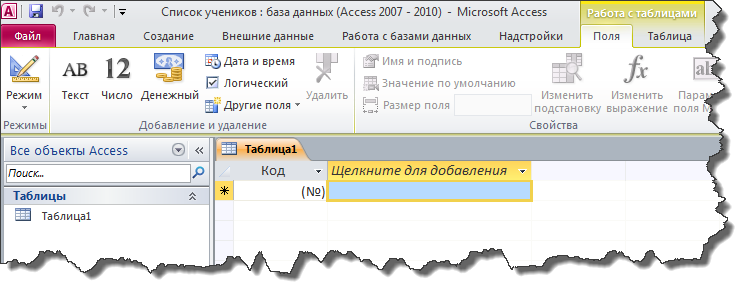 Список учеников : база данных (Access 2007 - 2010) - Microsoft Access
Работа с таблицами
Файл Главная Создание Внешние данные Работа с базами данных Надстройки Поля Таблица
Режим
Режимы
AB
Текст
12
Число
Денежный
Дата и время
Логический
Другие поля
Удалить
Добавление и удаление
Имя и подпись
Значение по умолчанию
Размер поля
Изменить
подстановку
fx
Изменить
выражение
ab
Парам
поля M
Свойства
Все объекты Access
Поиск...
Таблицы
Таблица1
Таблица1
Код Щелкните для добавления
(№)